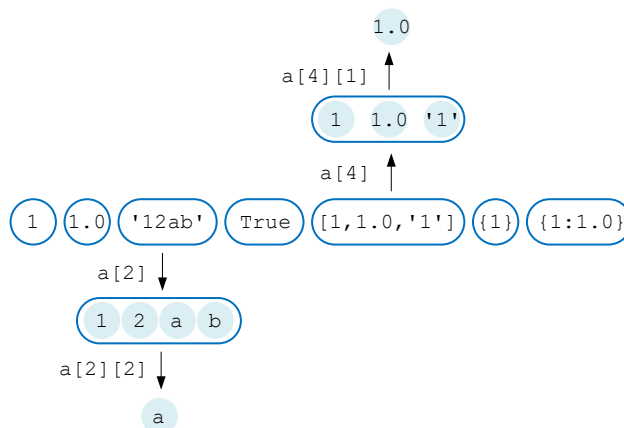 1.0
a[4][1]
1 1.0 '1'
a[4]
1 1.0 '12ab' True [1,1.0,'1'] {1} {1:1.0}
a[2]
1 2 a b
a[2][2]
a